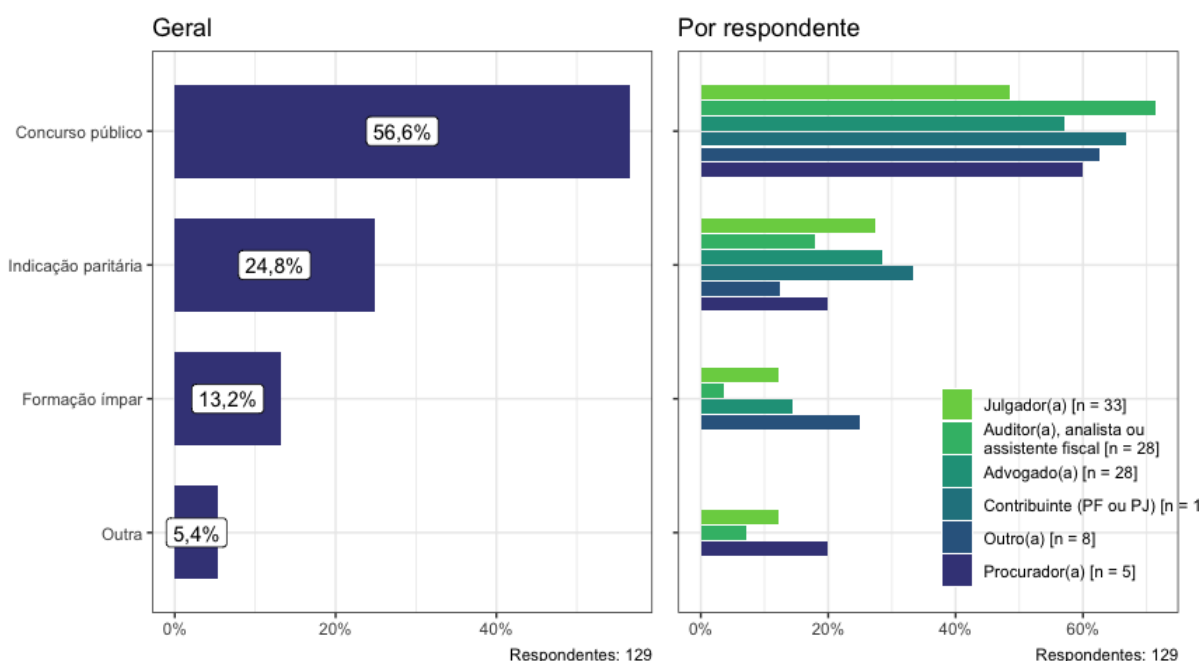 Geral
Concurso público
56,6%
Indicação paritária
24,8%
Formação ímpar
13,2%
Outra
5,4%
0%
20%
40%
Respondentes: 129
Por respondente
Julgador(a) [n = 33]
Auditor(a), analista ou
assistente fiscal [n = 28]
Advogado(a) [n = 28]
Contribuinte (PF ou PJ) [n = 1
Outro(a) [n = 8]
Procurador(a) [n = 5]
0%
20%
40%
60%
Respondentes: 129